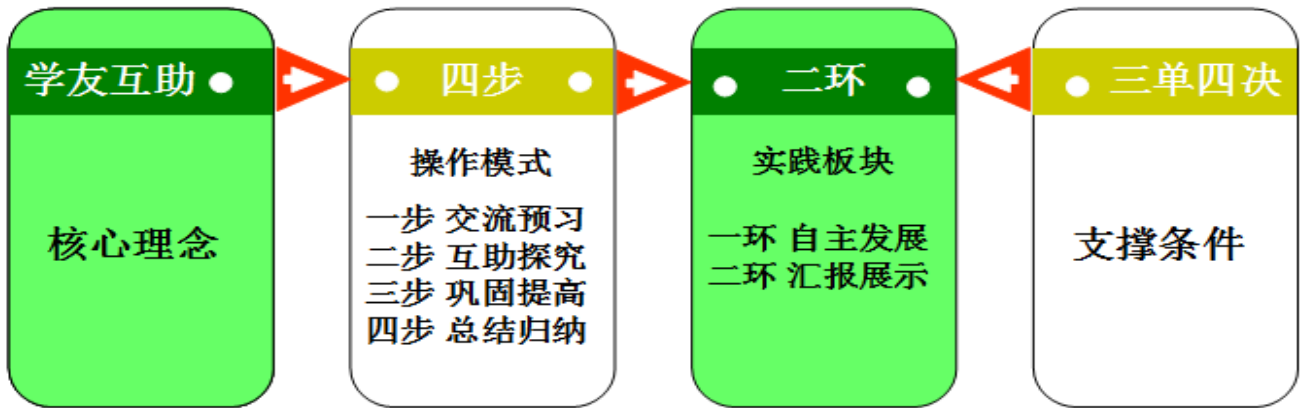 学友互助
核心理念
四步
操作模式
一步 交流预习
二步 互助探究
三步 巩固提高
四步 总结归纳
二环
实践板块
一环 自主发展
二环 汇报展示
三单四决
支撑条件